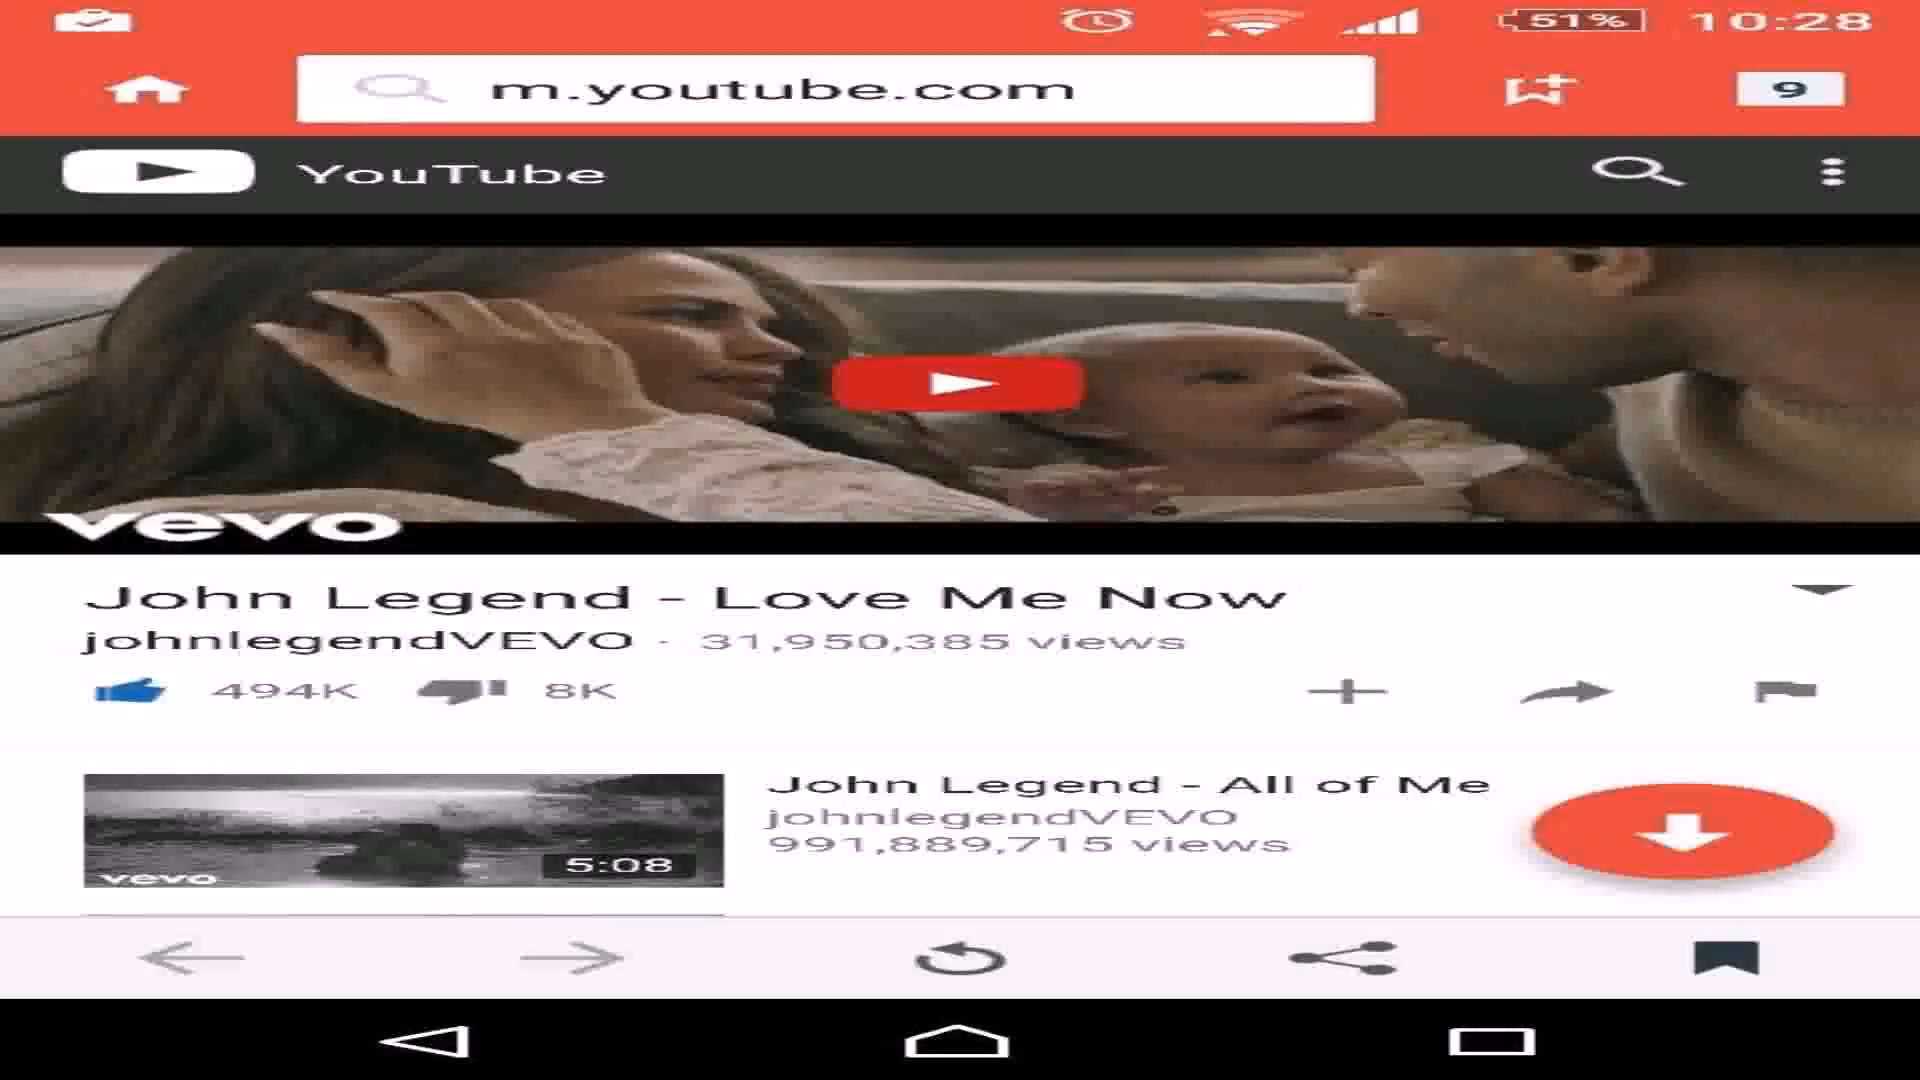 51% 10:28
m.youtube.com 9
YouTube
vevo
John Legend - Love Me Now
johnlegendVEVO · 31,950,385 views
494K 8K
John Legend - All of Me
johnlegendVEVO
991,889,715 views
5:08
vevo